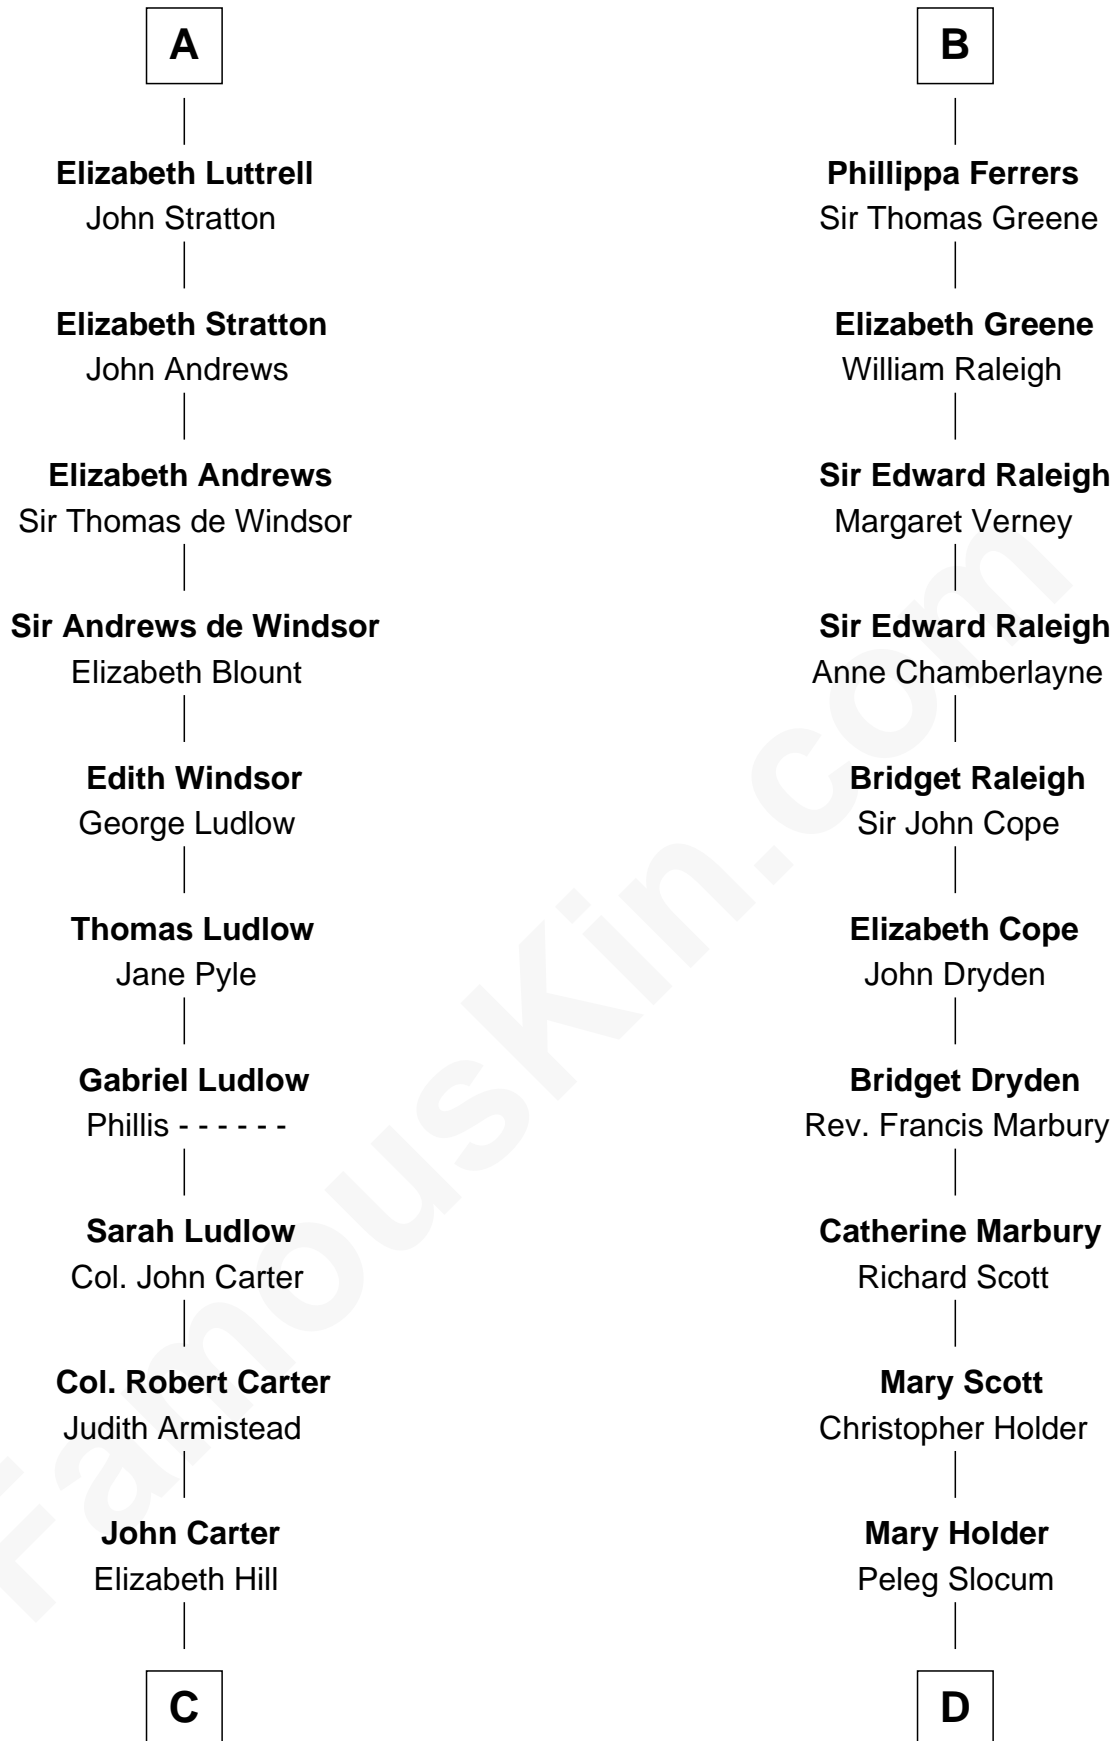 A
Elizabeth Luttrell
John Stratton
Elizabeth Stratton
John Andrews
Elizabeth Andrews
Sir Thomas de Windsor
Sir Andrews de Windsor
Elizabeth Blount
Edith Windsor
George Ludlow
Thomas Ludlow
Jane Pyle
Gabriel Ludlow
Phillis - - - - - -
Sarah Ludlow
Col. John Carter
Col. Robert Carter
Judith Armistead
John Carter
Elizabeth Hill
C
B
Phillippa Ferrers
Sir Thomas Greene
Elizabeth Greene
William Raleigh
Sir Edward Raleigh
Margaret Verney
Sir Edward Raleigh
Anne Chamberlayne
Bridget Raleigh
Sir John Cope
Elizabeth Cope
John Dryden
Bridget Dryden
Rev. Francis Marbury
Catherine Marbury
Richard Scott
Mary Scott
Christopher Holder
Mary Holder
Peleg Slocum
D
FamousKin.com